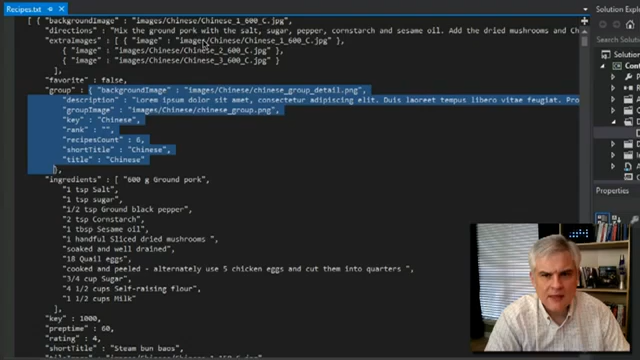 Recipes.txt
Solution Explo
[ { "backgroundImage" : "images/Chinese/Chinese_1_600_C.jpg",
"directions" : "Mix the ground pork with the salt, sugar, pepper, cornstarch and sesame oil. Add the dried mushrooms and Ch
"extraImages" : [ { "image" : "images/Chinese/Chinese_1_600_C.jpg" },
{ "image" : "images/Chinese/Chinese_2_600_C.jpg" },
{ "image" : "images/Chinese/Chinese_3_600_C.jpg" }
],
"favorite" : false,
"group" : { "backgroundImage" : "images/Chinese/chinese_group_detail.png",
"description" : "Lorem ipsum dolor sit amet, consectetur adipiscing elit. Duis laoreet tempus libero vitae feugiat. Pro
"groupImage" : "images/Chinese/chinese_group.png",
"key" : "Chinese",
"rank" : "",
"recipesCount" : 6,
"shortTitle" : "Chinese",
"title" : "Chinese"
},
"ingredients" : [ "600 g Ground pork",
"1 tsp Salt",
"1 tsp sugar",
"1/2 tsp Ground black pepper",
"2 tsp Cornstarch",
"1 tbsp Sesame oil",
"1 handful Sliced dried mushrooms ",
"soaked and well drained",
"18 Quail eggs",
"cooked and peeled - alternately use 5 chicken eggs and cut them into quarters ",
"3/4 cup Sugar",
"4 1/2 cups Self-raising flour",
"1 1/2 cups Milk"
],
"key" : 1000,
"preptime" : 60,
"rating" : 4,
"shortTitle" : "Steam bun baos",
Search Solution
Solution
Properties